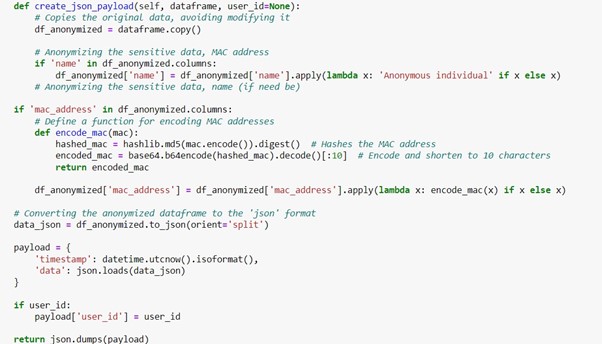 def create_json_payload(self, dataframe, user_id=None):
# Copies the original data, avoiding modifying it
df_anonymized = dataframe.copy()
# Anonymizing the sensitive data, MAC address
if 'name' in df_anonymized.columns:
df_anonymized['name'] = df_anonymized['name'].apply(lambda x: 'Anonymous individual' if x else x)
# Anonymizing the sensitive data, name (if need be)
if 'mac_address' in df_anonymized.columns:
# Define a function for encoding MAC addresses
def encode_mac(mac):
hashed_mac = hashlib.md5(mac.encode()).digest()  # Hashes the MAC address
encoded_mac = base64.b64encode(hashed_mac).decode()[:10]  # Encode and shorten to 10 characters
return encoded_mac
df_anonymized['mac_address'] = df_anonymized['mac_address'].apply(lambda x: encode_mac(x) if x else x)
# Converting the anonymized dataframe to the 'json' format
data_json = df_anonymized.to_json(orient='split')
payload = {
'timestamp': datetime.utcnow().isoformat(),
'data': json.loads(data_json)
}
if user_id:
payload['user_id'] = user_id
return json.dumps(payload)